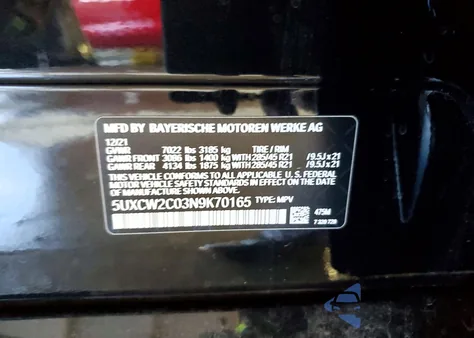 MFD BY BAYERISCHE MOTOREN WERKE AG
12/21
GVWR 7022 lbs 3185 kg TIRE / RIM
GAWR FRONT 3086 lbs 1400 kg WITH 285/45 R21 / 9.5J x 21
GAWR REAR 4134 lbs 1875 kg WITH 285/45 R21 / 9.5J x 21
THIS VEHICLE CONFORMS TO ALL APPLICABLE U. S. FEDERAL
MOTOR VEHICLE SAFETY STANDARDS IN EFFECT ON THE DATE
OF MANUFACTURE SHOWN ABOVE.
5UXCW2C03N9K70165 TYPE: MPV
475M